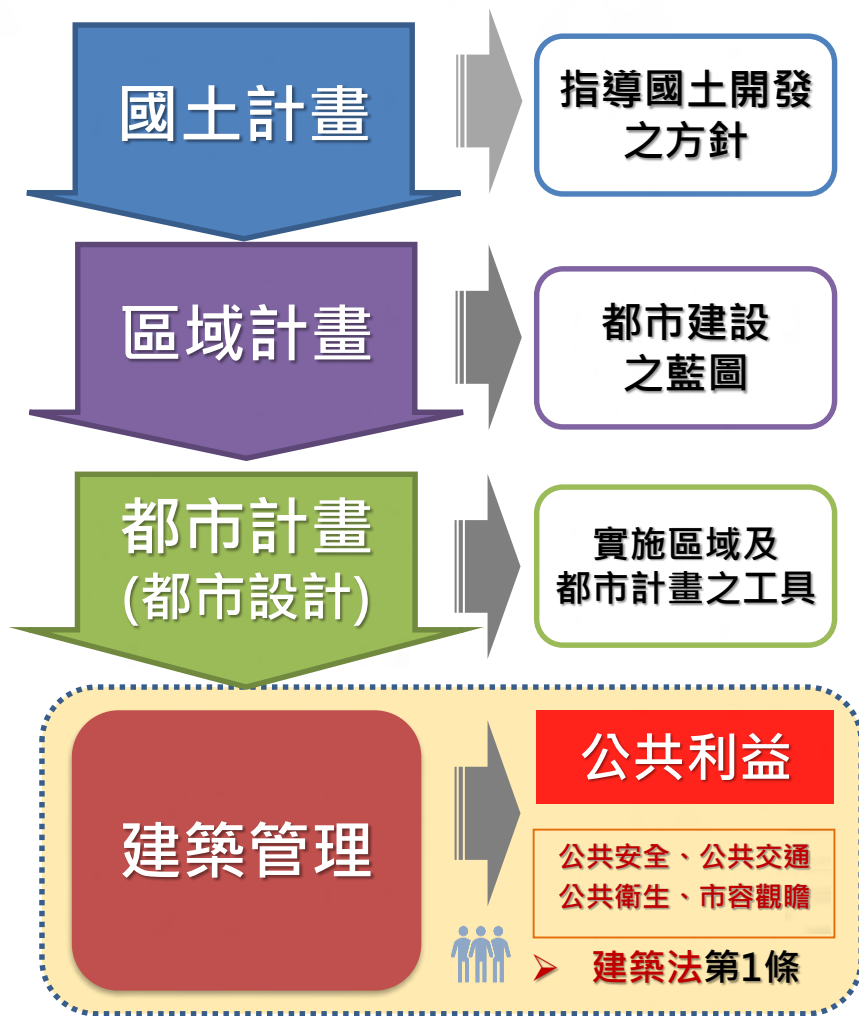 國土計畫
指導國土開發
之方針
區域計畫
都市建設
之藍圖
都市計畫
(都市設計)
實施區域及
都市計畫之工具
建築管理
公共利益
公共安全、公共交通
公共衛生、市容觀瞻
建築法第1條